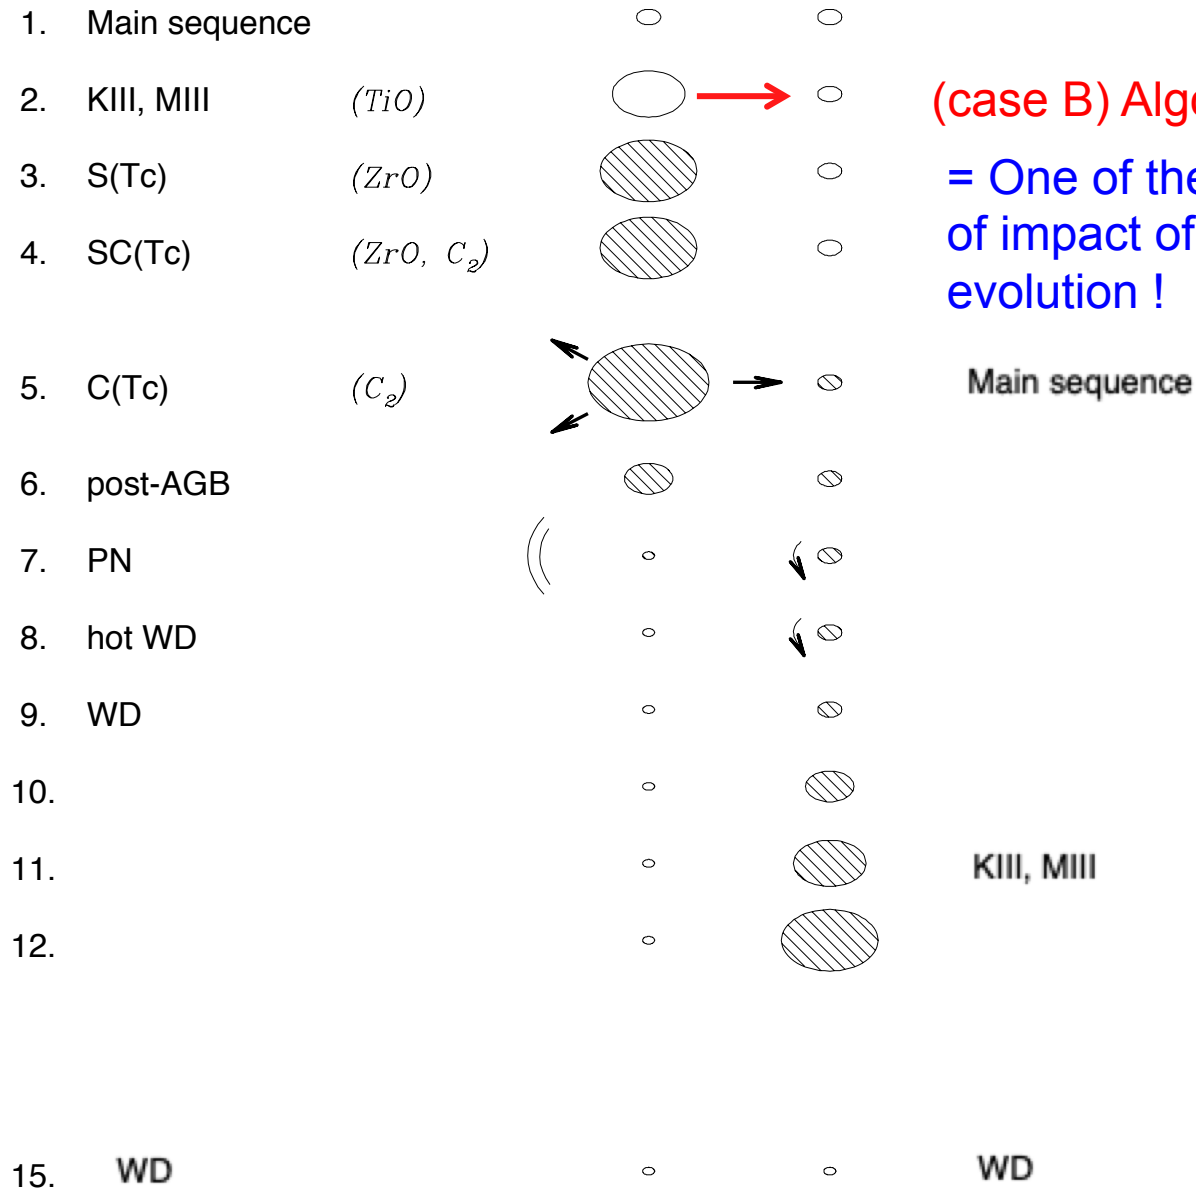 1. Main sequence
2. KIII, MIII (TiO) (case B) Alg
3. S(Tc) (ZrO) = One of the
4. SC(Tc) (ZrO, C₂) of impact of
evolution !
5. C(Tc) (C₂) Main sequence
6. post-AGB
7. PN
8. hot WD
9. WD
10.
11. KIII, MIII
12.
15. WD WD